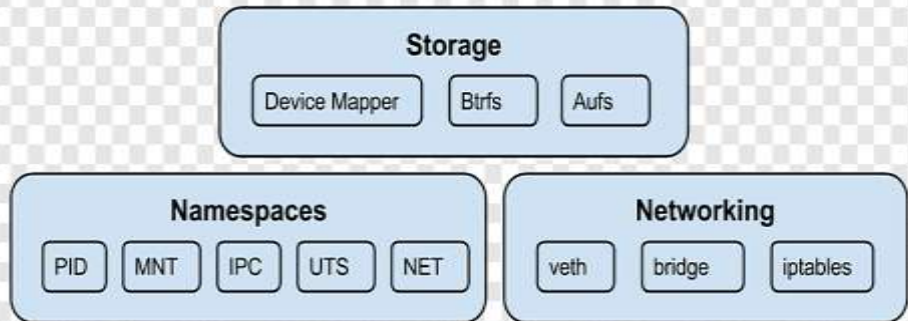 Storage
Device Mapper Btrfs Aufs
Namespaces
PID MNT IPC UTS NET
Networking
veth bridge iptables